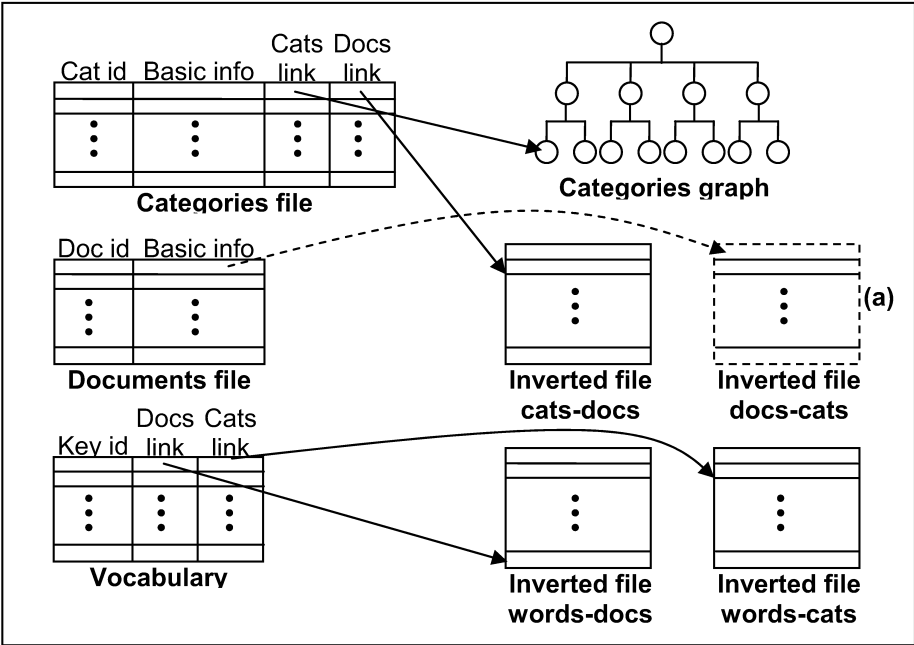 Cat id Basic info Cats link Docs link
Categories file
Categories graph
Doc id Basic info
Documents file
Inverted file cats-docs
Inverted file docs-cats
(a)
Key id Docs link Cats link
Vocabulary
Inverted file words-docs
Inverted file words-cats